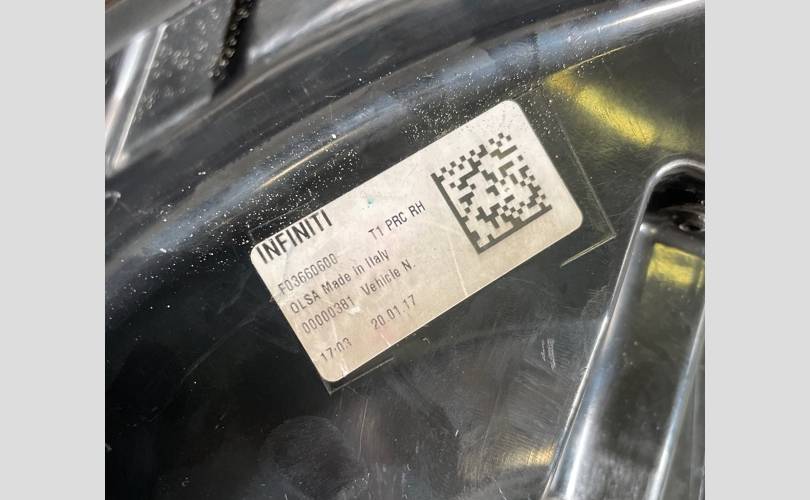 INFINITI
F03660600 T1 PRC RH
OLSA Made in Italy
00000381 Vehicle N.
17:03 20.01.17